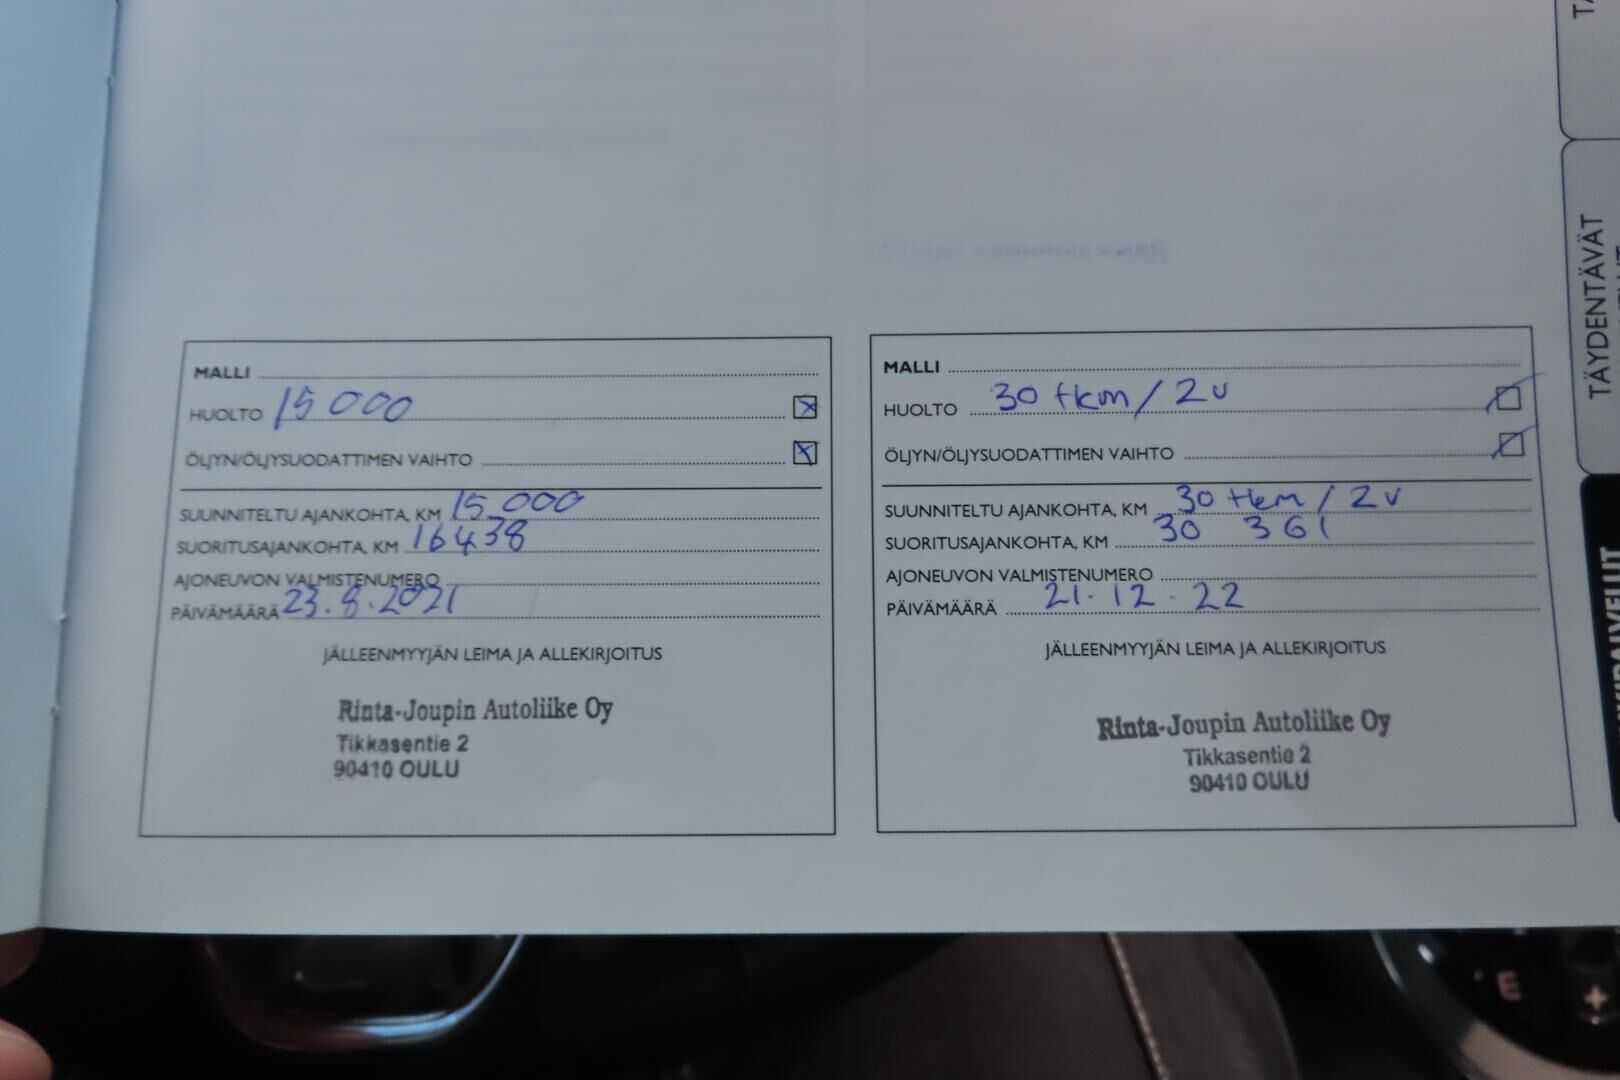 MALLI
HUOLTO 15 000
ÖLJYN/ÖLJYSUODATTIMEN VAIHTO
SUUNNITELTU AJANKOHTA, KM 15 000
SUORITUSAJANKOHTA, KM 16438
AJONEUVON VALMISTENUMERO
PÄIVÄMÄÄRÄ 23.8.2021
JÄLLEENMYYJÄN LEIMA JA ALLEKIRJOITUS
Rinta-Joupin Autoliike Oy
Tikkasentie 2
90410 OULU
MALLI
HUOLTO 30 tkm / 2v
ÖLJYN/ÖLJYSUODATTIMEN VAIHTO
SUUNNITELTU AJANKOHTA, KM 30 tkm / 2v
SUORITUSAJANKOHTA, KM 30 361
AJONEUVON VALMISTENUMERO
PÄIVÄMÄÄRÄ 21.12.22
JÄLLEENMYYJÄN LEIMA JA ALLEKIRJOITUS
Rinta-Joupin Autoliike Oy
Tikkasentie 2
90410 OULU
TÄYDENTÄVÄT
E
+